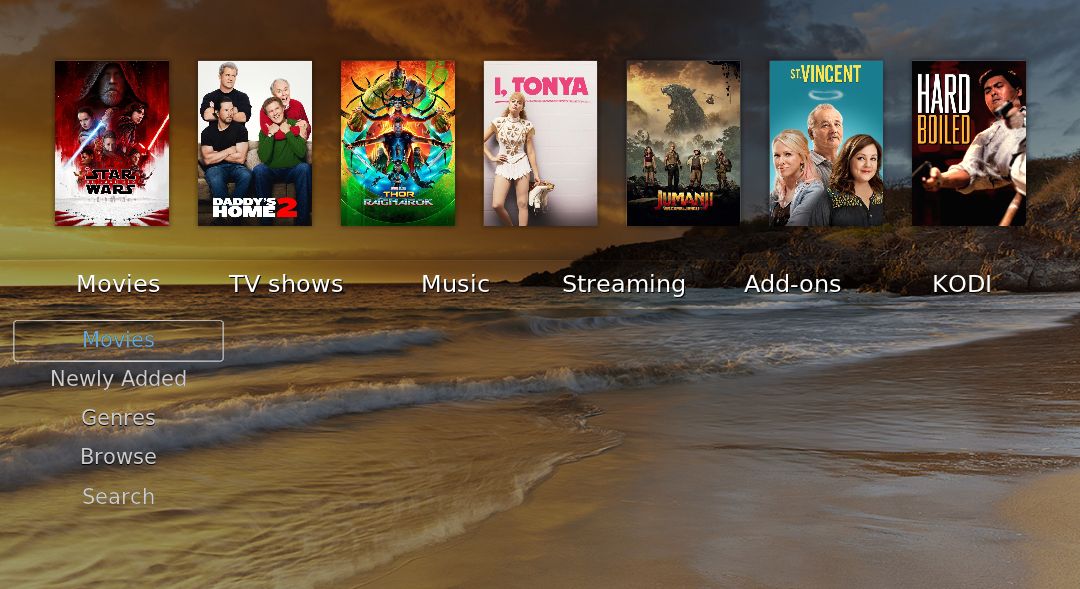 STAR
WARS
DADDY'S
HOME 2
THOR
RAGNAROK
I, TONYA
JUMANJI
ST. VINCENT
HARD
BOILED
Movies
TV shows
Music
Streaming
Add-ons
KODI
Movies
Newly Added
Genres
Browse
Search